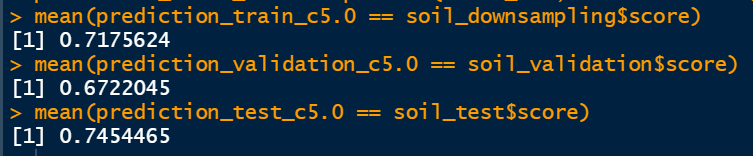 > mean(prediction_train_c5.0 == soil_downsampling$score)
[1] 0.7175624
> mean(prediction_validation_c5.0 == soil_validation$score)
[1] 0.6722045
> mean(prediction_test_c5.0 == soil_test$score)
[1] 0.7454465